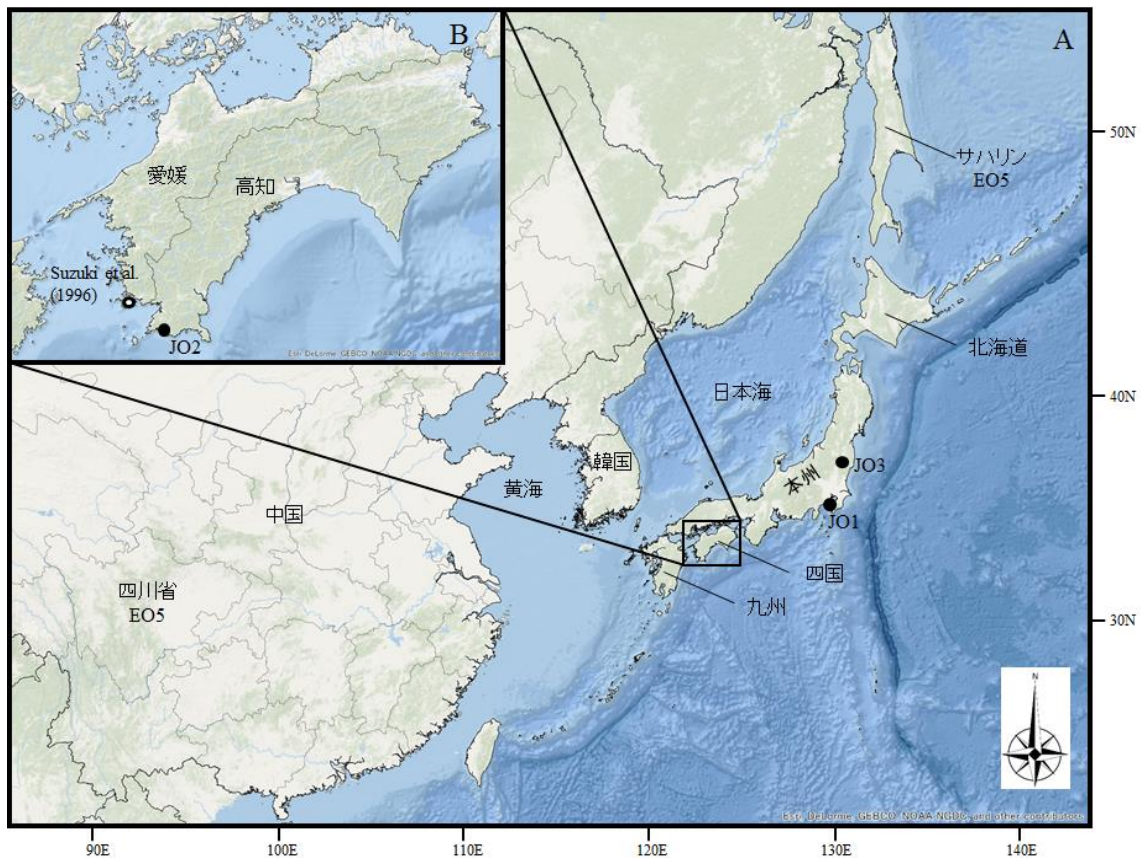 B
愛媛
高知
Suzuki et al.
(1996)
JO2
Esri, DeLorme, GEBCO, NOAA NGDC, and other contributors
A
サハリン
EO5
北海道
日本海
本州
JO3
JO1
韓国
黄海
中国
四国
九州
四川省
EO5
N
Esri, DeLorme, GEBCO, NOAA NGDC, and other contributors
50N
40N
30N
90E
100E
110E
120E
130E
140E